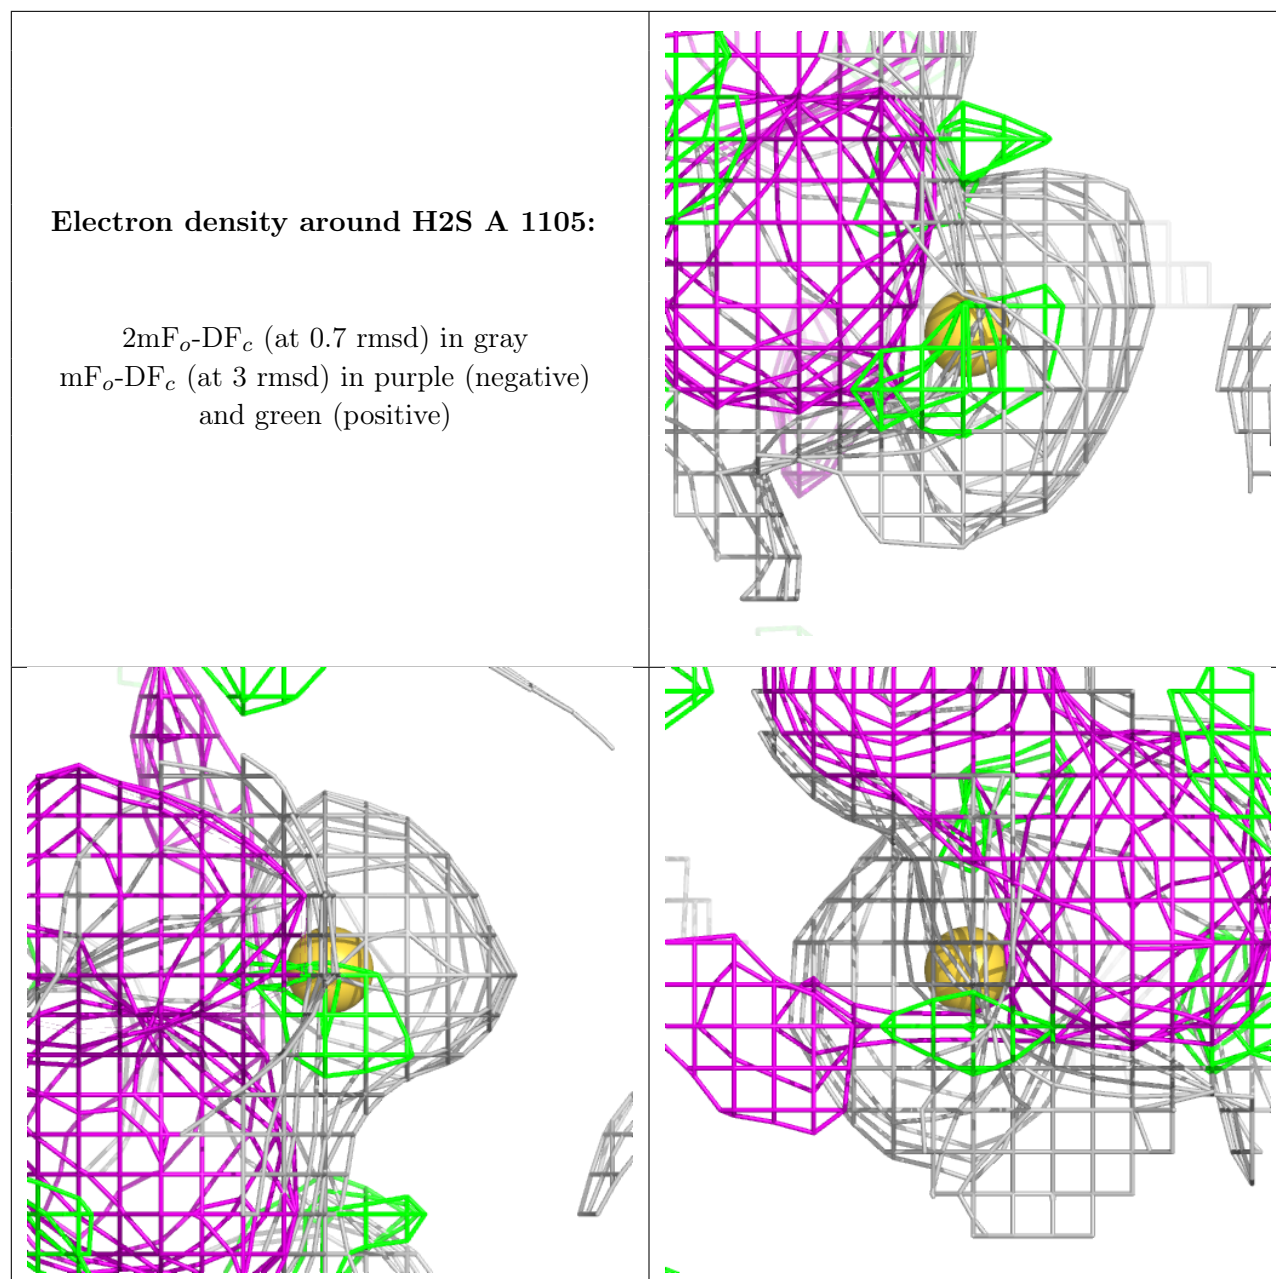 Electron density around H2S A 1105:
2mFo-DFc (at 0.7 rmsd) in gray
mFo-DFc (at 3 rmsd) in purple (negative)
and green (positive)